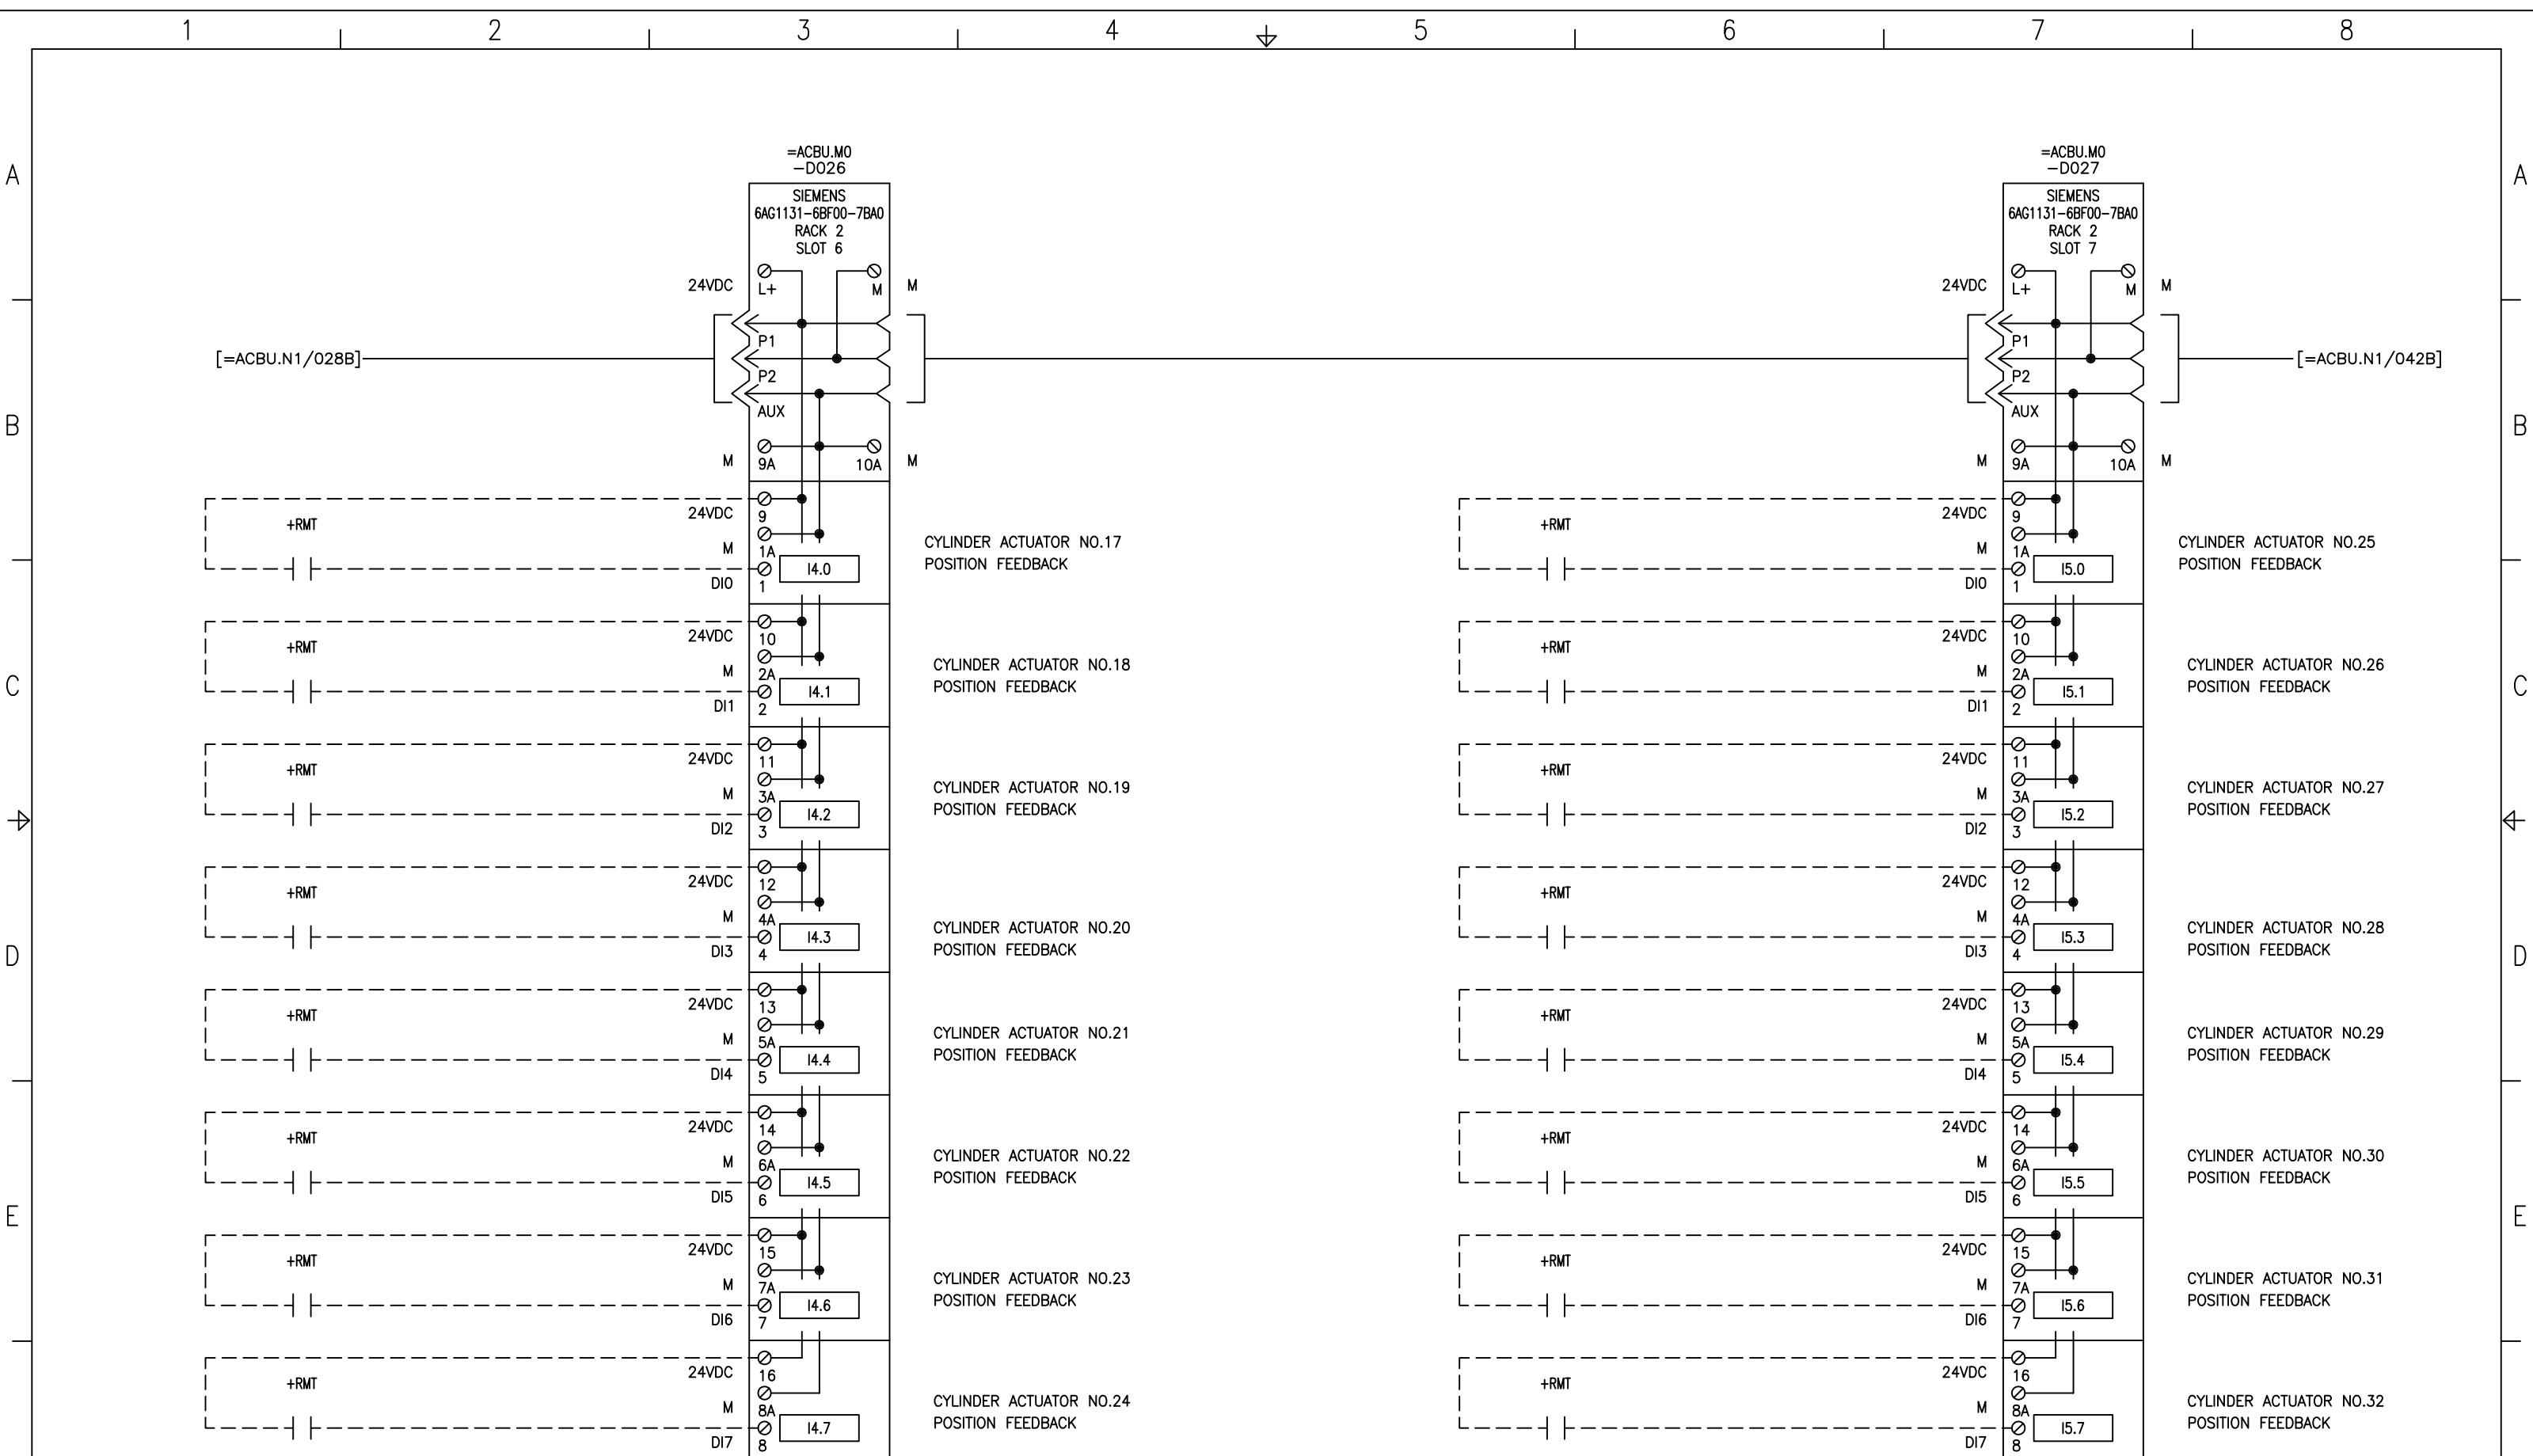 1 2 3 4 5 6 7 8
A A
B B
C C
D D
E E
=ACBU.M0
-D026
SIEMENS
6AG1131-6BF00-7BA0
RACK 2
SLOT 6
24VDC L+ M M
P1
[=ACBU.N1/028B]
P2
AUX
M 9A 10A M
24VDC 9
+RMT
M 1A
DI0 1 I4.0
CYLINDER ACTUATOR NO.17
POSITION FEEDBACK
24VDC 10
+RMT
M 2A
DI1 2 I4.1
CYLINDER ACTUATOR NO.18
POSITION FEEDBACK
24VDC 11
+RMT
M 3A
DI2 3 I4.2
CYLINDER ACTUATOR NO.19
POSITION FEEDBACK
24VDC 12
+RMT
M 4A
DI3 4 I4.3
CYLINDER ACTUATOR NO.20
POSITION FEEDBACK
24VDC 13
+RMT
M 5A
DI4 5 I4.4
CYLINDER ACTUATOR NO.21
POSITION FEEDBACK
24VDC 14
+RMT
M 6A
DI5 6 I4.5
CYLINDER ACTUATOR NO.22
POSITION FEEDBACK
24VDC 15
+RMT
M 7A
DI6 7 I4.6
CYLINDER ACTUATOR NO.23
POSITION FEEDBACK
24VDC 16
+RMT
M 8A
DI7 8 I4.7
CYLINDER ACTUATOR NO.24
POSITION FEEDBACK
=ACBU.M0
-D027
SIEMENS
6AG1131-6BF00-7BA0
RACK 2
SLOT 7
24VDC L+ M M
P1
[=ACBU.N1/042B]
P2
AUX
M 9A 10A M
24VDC 9
+RMT
M 1A
DI0 1 I5.0
CYLINDER ACTUATOR NO.25
POSITION FEEDBACK
24VDC 10
+RMT
M 2A
DI1 2 I5.1
CYLINDER ACTUATOR NO.26
POSITION FEEDBACK
24VDC 11
+RMT
M 3A
DI2 3 I5.2
CYLINDER ACTUATOR NO.27
POSITION FEEDBACK
24VDC 12
+RMT
M 4A
DI3 4 I5.3
CYLINDER ACTUATOR NO.28
POSITION FEEDBACK
24VDC 13
+RMT
M 5A
DI4 5 I5.4
CYLINDER ACTUATOR NO.29
POSITION FEEDBACK
24VDC 14
+RMT
M 6A
DI5 6 I5.5
CYLINDER ACTUATOR NO.30
POSITION FEEDBACK
24VDC 15
+RMT
M 7A
DI6 7 I5.6
CYLINDER ACTUATOR NO.31
POSITION FEEDBACK
24VDC 16
+RMT
M 8A
DI7 8 I5.7
CYLINDER ACTUATOR NO.32
POSITION FEEDBACK